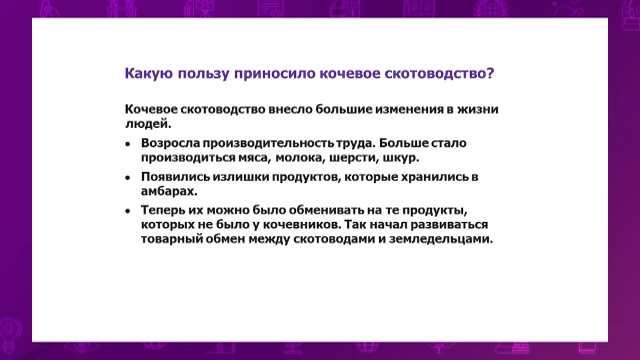 Какую пользу приносило кочевое скотоводство?
Кочевое скотоводство внесло большие изменения в жизни
людей.
• Возросла производительность труда. Больше стало
производиться мяса, молока, шерсти, шкур.
• Появились излишки продуктов, которые хранились в
амбарах.
• Теперь их можно было обменивать на те продукты,
которых не было у кочевников. Так начал развиваться
товарный обмен между скотоводами и земледельцами.